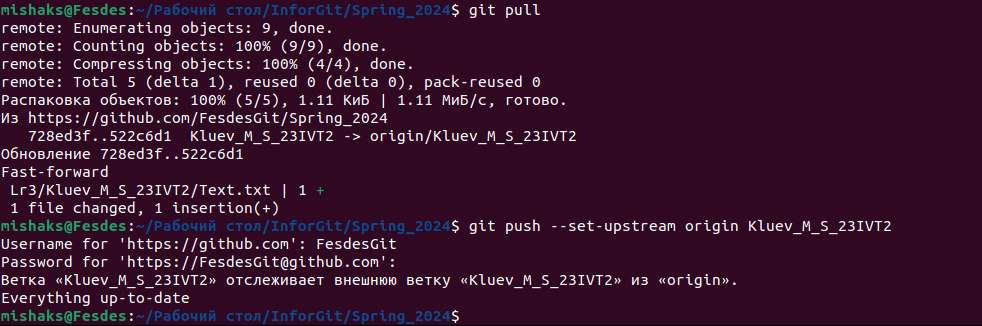 mishaks@Fesdes:~/Рабочий стол/InforGit/Spring_2024$ git pull
remote: Enumerating objects: 9, done.
remote: Counting objects: 100% (9/9), done.
remote: Compressing objects: 100% (4/4), done.
remote: Total 5 (delta 1), reused 0 (delta 0), pack-reused 0
Распаковка объектов: 100% (5/5), 1.11 КиБ | 1.11 МиБ/с, готово.
Из https://github.com/FesdesGit/Spring_2024
   728ed3f..522c6d1  Kluev_M_S_23IVT2 -> origin/Kluev_M_S_23IVT2
Обновление 728ed3f..522c6d1
Fast-forward
 Lr3/Kluev_M_S_23IVT2/Text.txt | 1 +
 1 file changed, 1 insertion(+)
mishaks@Fesdes:~/Рабочий стол/InforGit/Spring_2024$ git push --set-upstream origin Kluev_M_S_23IVT2
Username for 'https://github.com': FesdesGit
Password for 'https://FesdesGit@github.com':
Ветка «Kluev_M_S_23IVT2» отслеживает внешнюю ветку «Kluev_M_S_23IVT2» из «origin».
Everything up-to-date
mishaks@Fesdes:~/Рабочий стол/InforGit/Spring_2024$